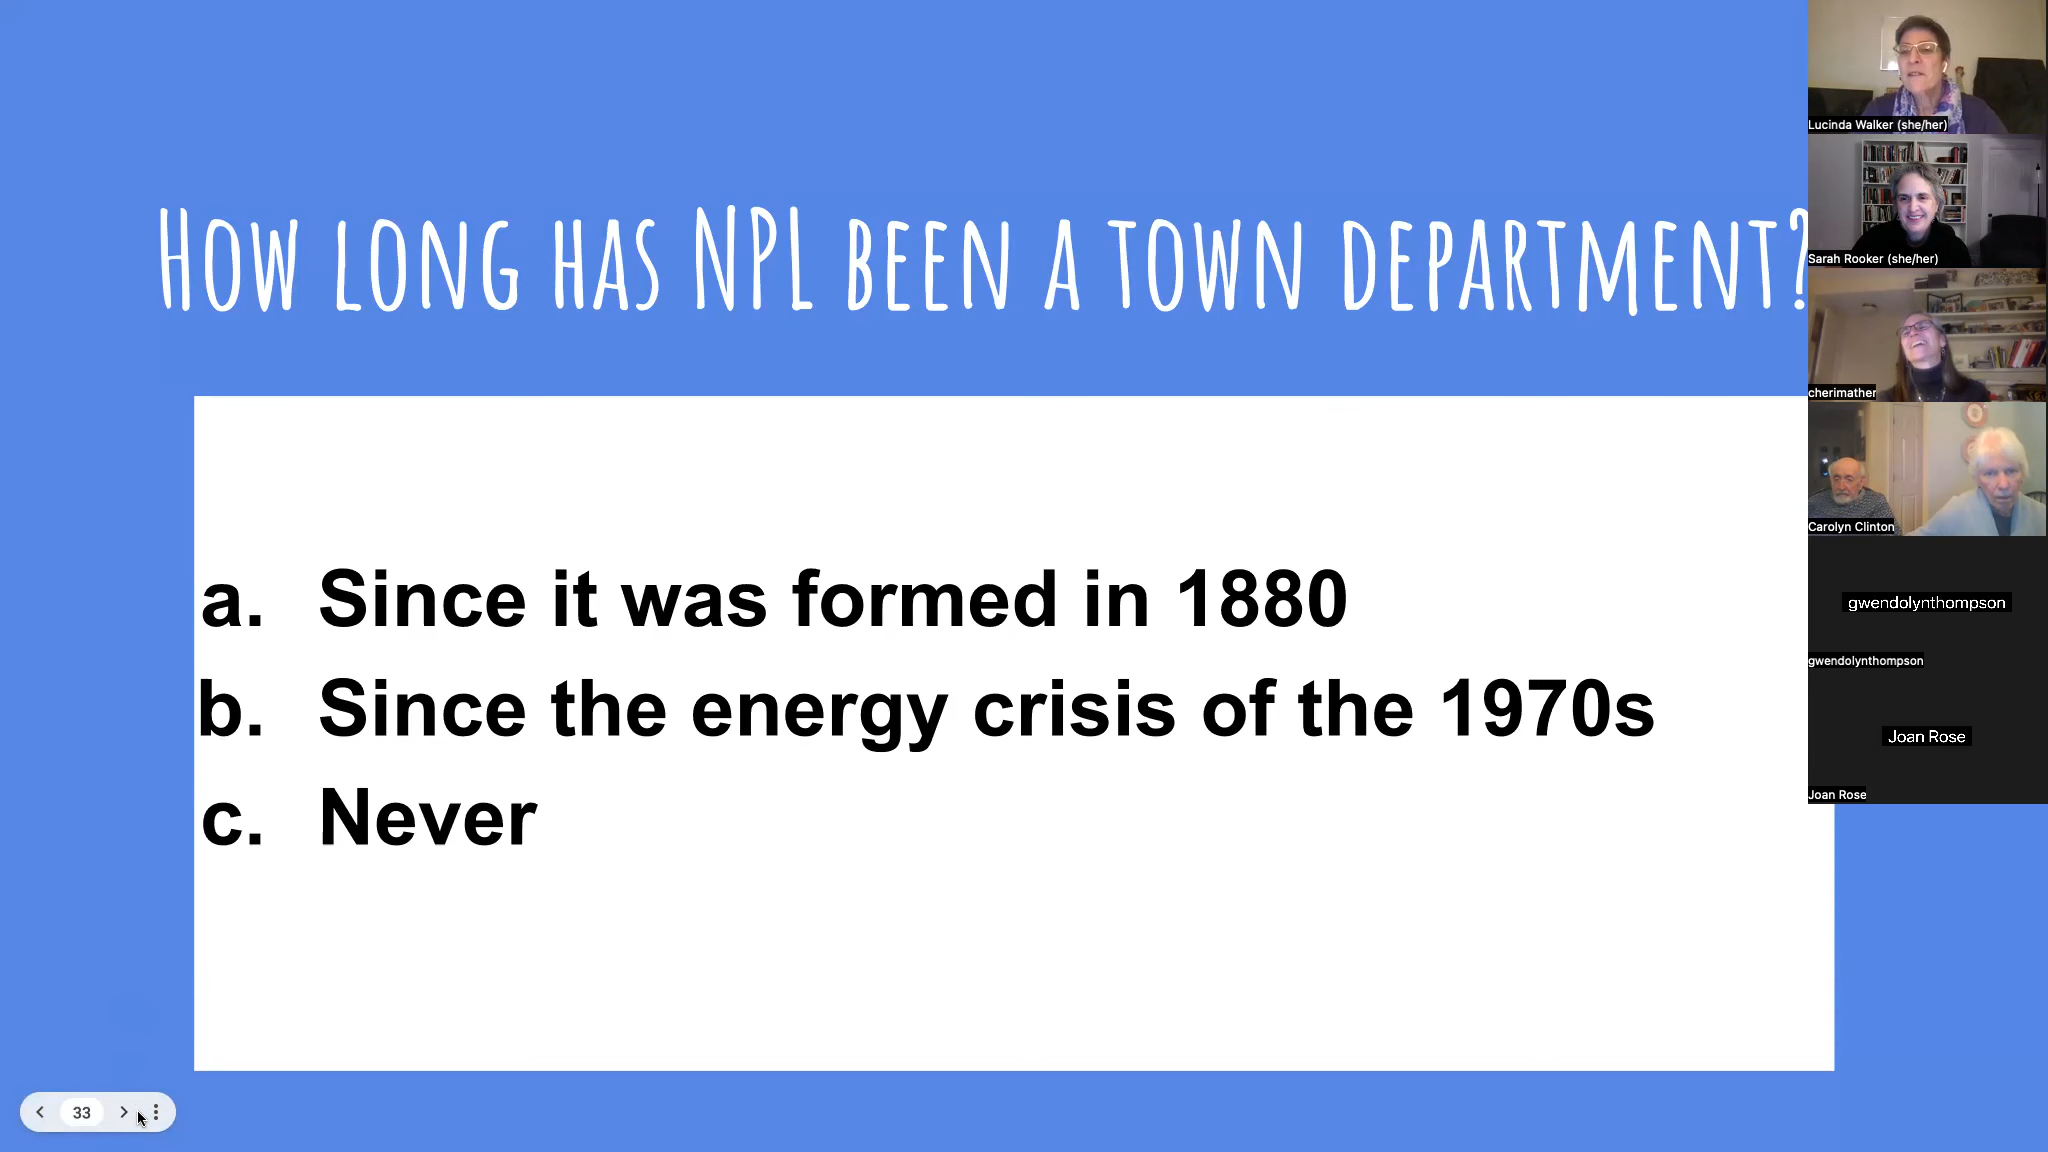 How long has NPL been a town department?
a. Since it was formed in 1880
b. Since the energy crisis of the 1970s
c. Never
33
Lucinda Walker (she/her)
Sarah Rooker (she/her)
cherimather
Carolyn Clinton
gwendolynthompson
gwendolynthompson
Joan Rose
Joan Rose